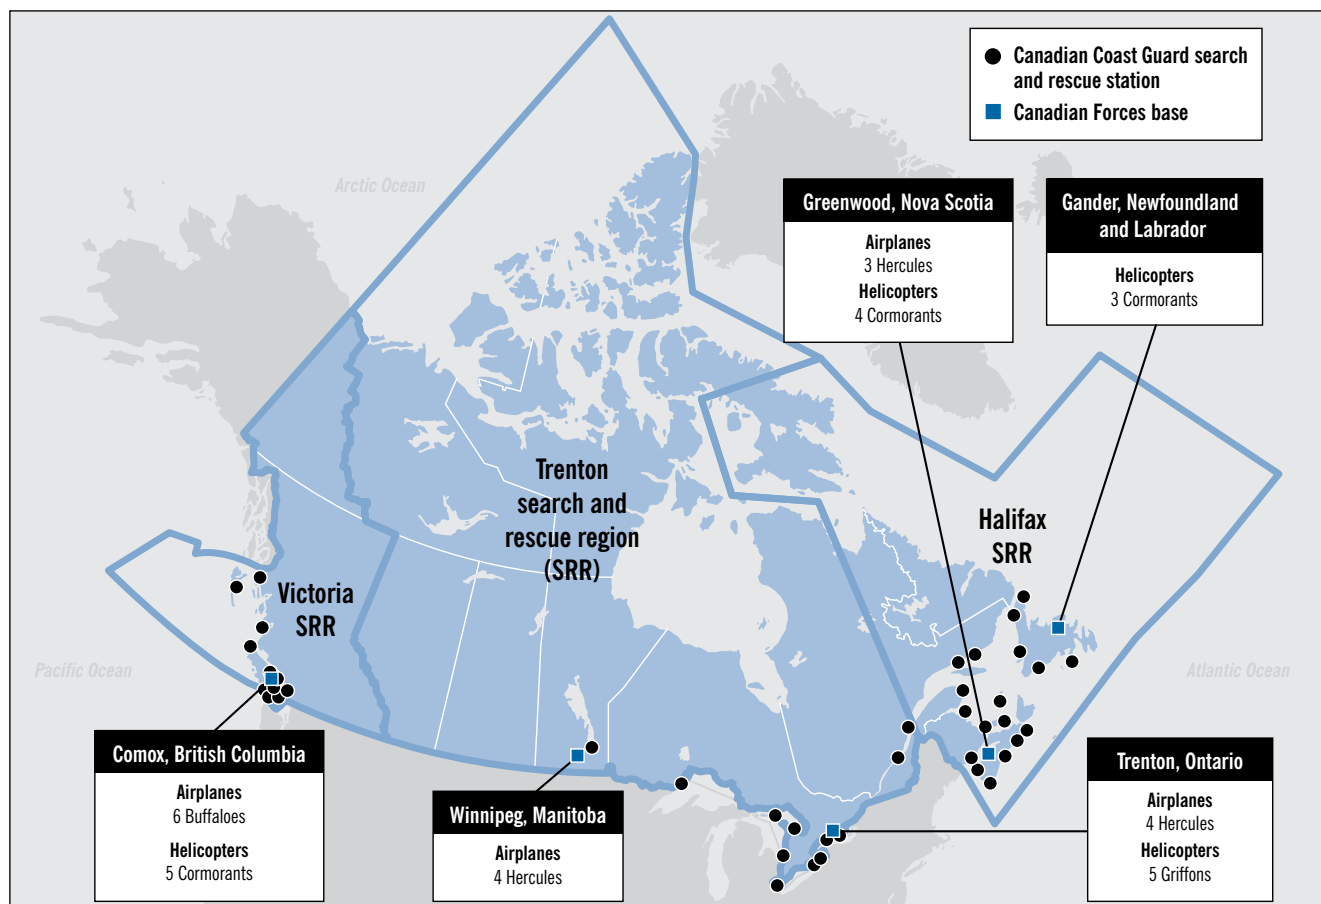 Canadian Coast Guard search
and rescue station
Canadian Forces base
Arctic Ocean
Greenwood, Nova Scotia
Airplanes
3 Hercules
Helicopters
4 Cormorants
Gander, Newfoundland
and Labrador
Helicopters
3 Cormorants
Trenton
search and
rescue region
(SRR)
Halifax
SRR
Victoria
SRR
Pacific Ocean
Atlantic Ocean
Comox, British Columbia
Airplanes
6 Buffaloes
Helicopters
5 Cormorants
Winnipeg, Manitoba
Airplanes
4 Hercules
Trenton, Ontario
Airplanes
4 Hercules
Helicopters
5 Griffons